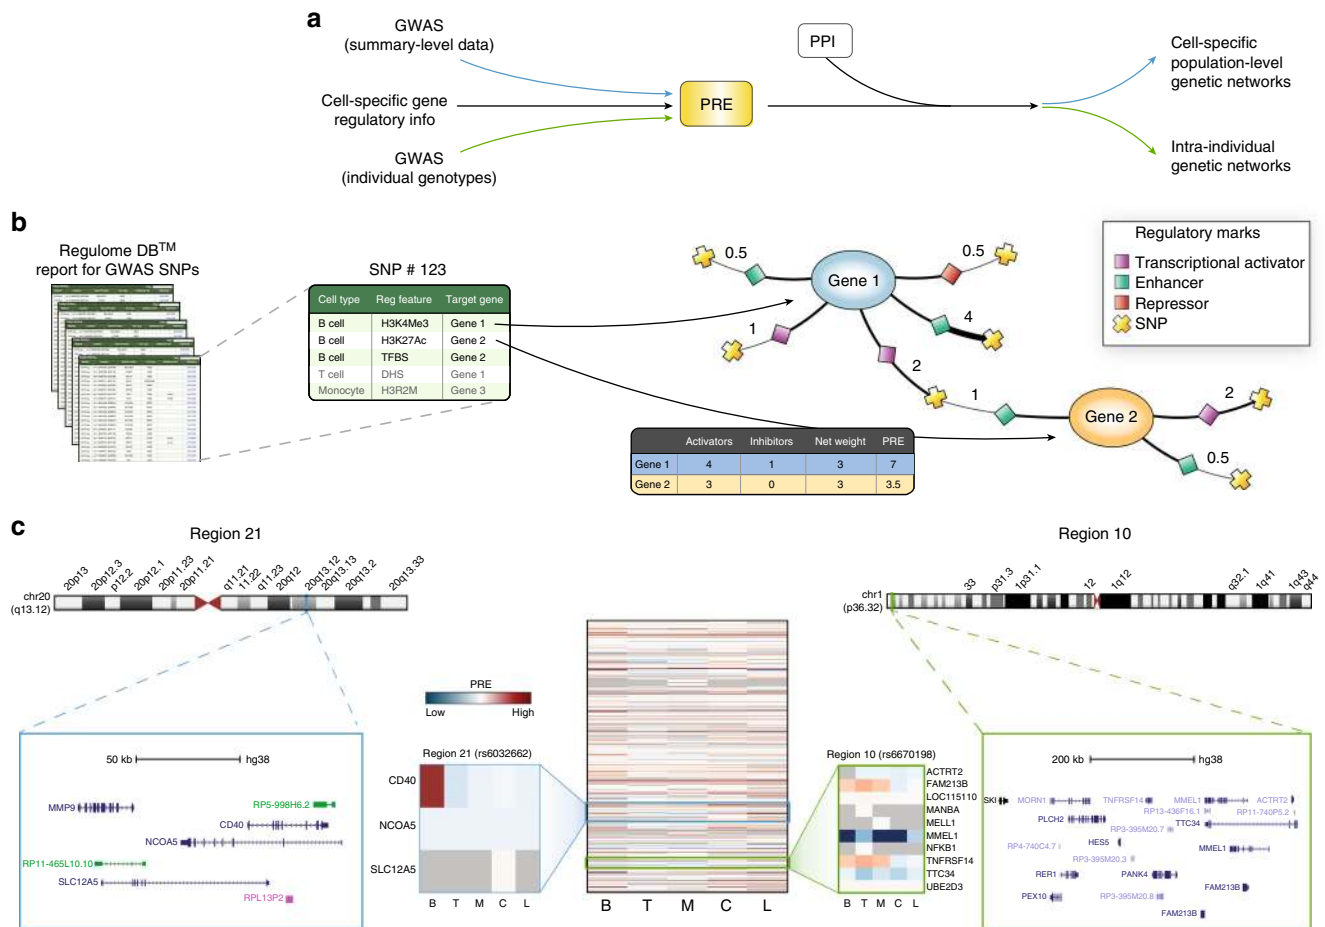 a
GWAS
(summary-level data)
Cell-specific gene
regulatory info
GWAS
(individual genotypes)
PRE
PPI
Cell-specific
population-level
genetic networks
Intra-individual
genetic networks
b
Regulome DB™
report for GWAS SNPs
SNP # 123
Cell type Reg feature Target gene
B cell H3K4Me3 Gene 1
B cell H3K27Ac Gene 2
B cell TFBS Gene 2
T cell DHS Gene 1
Monocyte H3R2M Gene 3
0.5
0.5
Gene 1
4
1
2
1
Gene 2
2
0.5
Activators Inhibitors Net weight PRE
Gene 1 4 1 3 7
Gene 2 3 0 3 3.5
Regulatory marks
Transcriptional activator
Enhancer
Repressor
SNP
c
Region 21
20p13
20p12.3
p12.2
20p12.1
20p11.23
20p11.21
q11.21
11.22
q11.23
20q12
20q13.12
20q13.13
20q13.2
20q13.33
chr20
(q13.12)
50 kb hg38
MMP9
RP5-998H6.2
CD40
NCOA5
RP11-465L10.10
SLC12A5
RPL13P2
PRE
Low High
Region 21 (rs6032662)
CD40
NCOA5
SLC12A5
B T M C L
B T M C L
Region 10 (rs6670198)
ACTRT2
FAM213B
LOC115110
MANBA
MELL1
MMEL1
NFKB1
TNFRSF14
TTC34
UBE2D3
B T M C L
Region 10
33
p31.3
1p31.1
12
1q12
q32.1
1q41
1q43
q44
chr1
(p36.32)
200 kb hg38
SKI MORN1 TNFRSF14 MMEL1 ACTRT2
RP13-436F16.1 RP11-740P5.2
PLCH2 TTC34
RP3-395M20.7
RP4-740C4.7 HES5 MMEL1
RP3-395M20.3
RER1 PANK4
FAM213B
PEX10 RP3-395M20.8
FAM213B